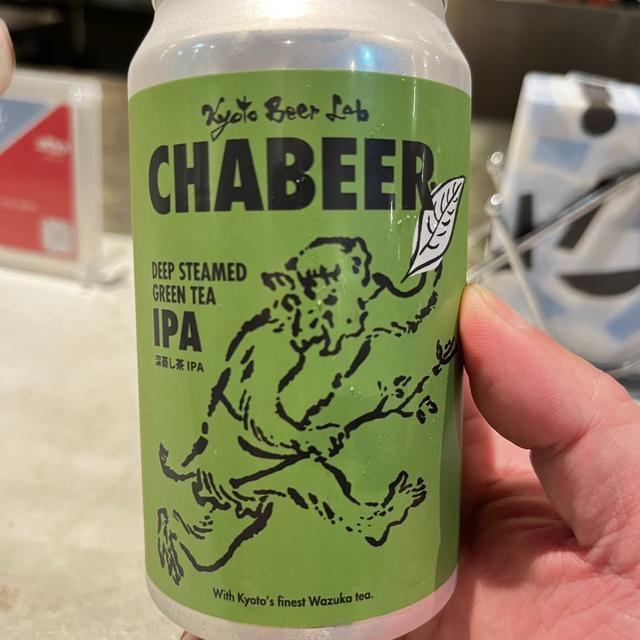 Kyoto Beer Lab
CHABEER
DEEP STEAMED
GREEN TEA
IPA
深蒸し茶 IPA
With Kyoto's finest Wazuka tea.